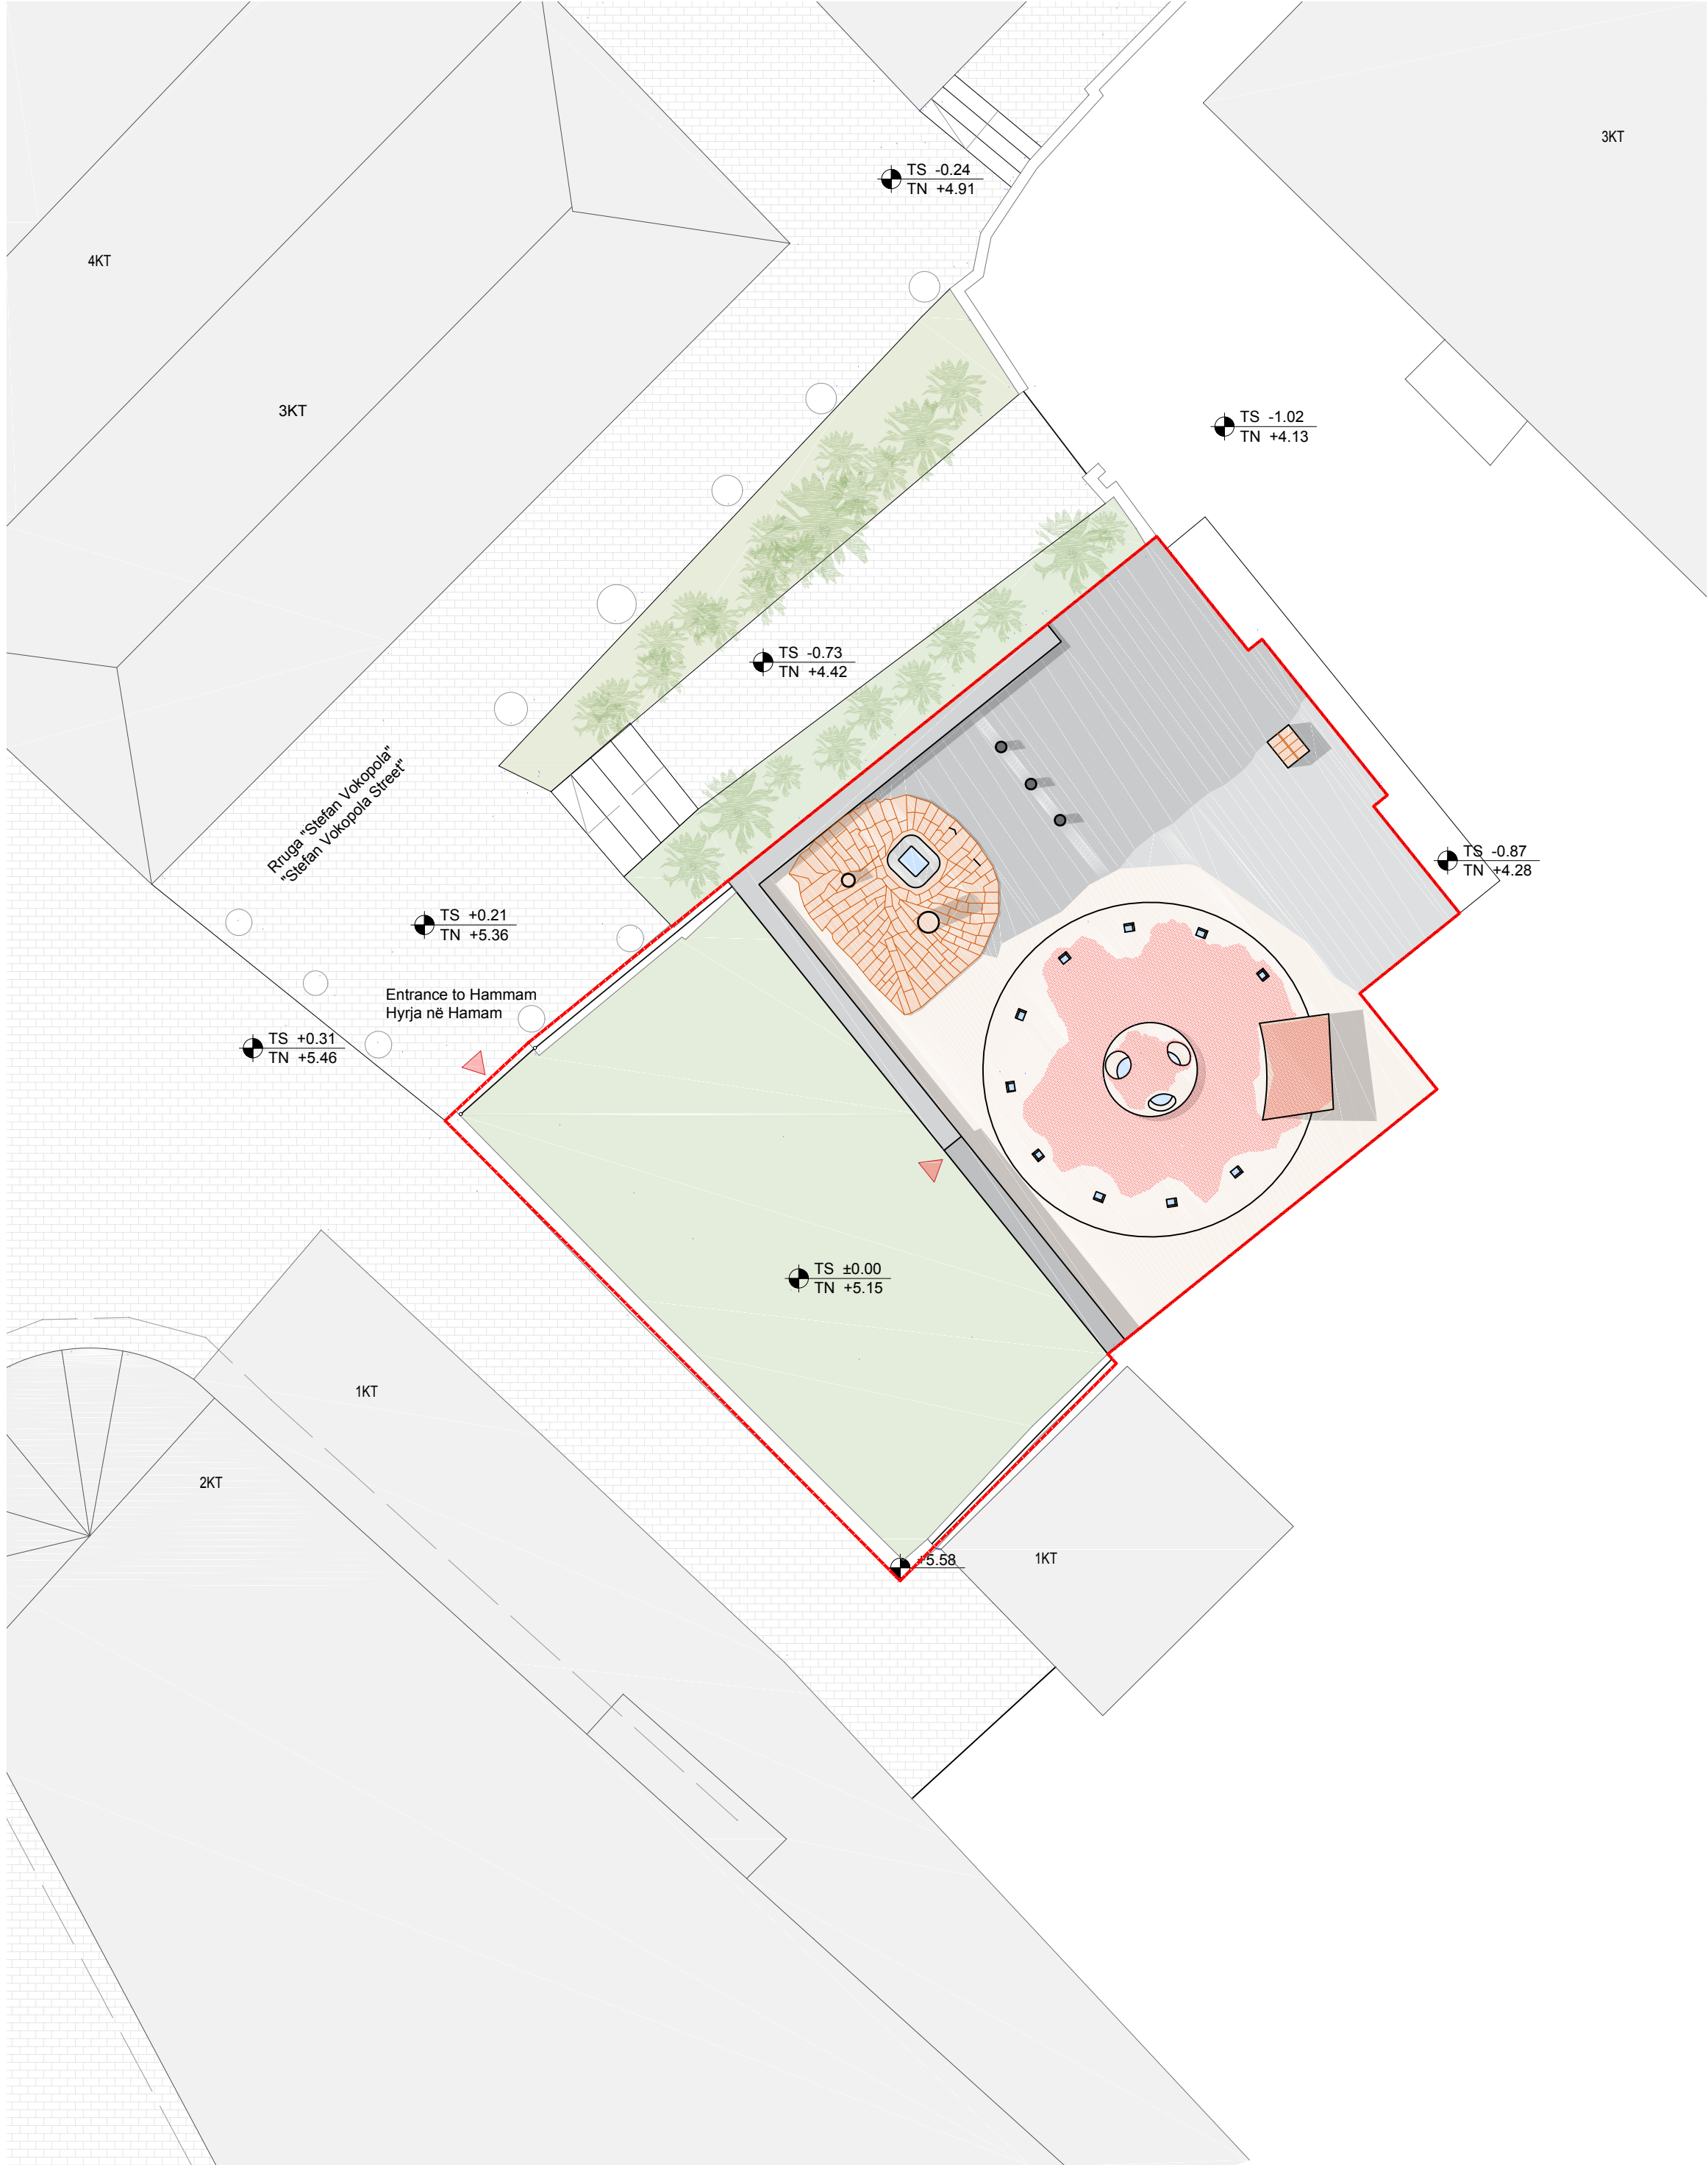 TS -0.24
TN +4.91
3KT
4KT
3KT
TS -1.02
TN +4.13
TS -0.73
TN +4.42
Rruga "Stefan Vokopola"
"Stefan Vokopola Street"
TS -0.87
TN +4.28
TS +0.21
TN +5.36
Entrance to Hammam
Hyrja në Hamam
TS +0.31
TN +5.46
TS ±0.00
TN +5.15
1KT
2KT
+5.58
1KT